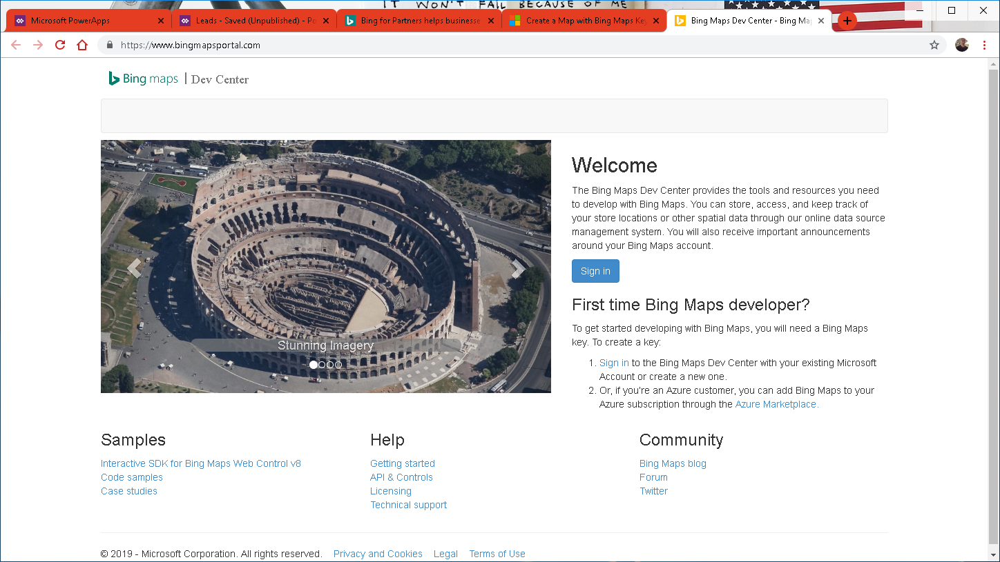 IT WON'T FAIL BECAUSE OF ME
Microsoft PowerApps
Leads - Saved (Unpublished) - Po
Bing for Partners helps businesse
Create a Map with Bing Maps Key
Bing Maps Dev Center - Bing Map
https://www.bingmapsportal.com
Bing maps | Dev Center
Stunning Imagery
Welcome
The Bing Maps Dev Center provides the tools and resources you need
to develop with Bing Maps. You can store, access, and keep track of
your store locations or other spatial data through our online data source
management system. You will also receive important announcements
around your Bing Maps account.
Sign in
First time Bing Maps developer?
To get started developing with Bing Maps, you will need a Bing Maps
key. To create a key:
1. Sign in to the Bing Maps Dev Center with your existing Microsoft
Account or create a new one.
2. Or, if you're an Azure customer, you can add Bing Maps to your
Azure subscription through the Azure Marketplace.
Samples
Interactive SDK for Bing Maps Web Control v8
Code samples
Case studies
Help
Getting started
API & Controls
Licensing
Technical support
Community
Bing Maps blog
Forum
Twitter
© 2019 - Microsoft Corporation. All rights reserved. Privacy and Cookies Legal Terms of Use